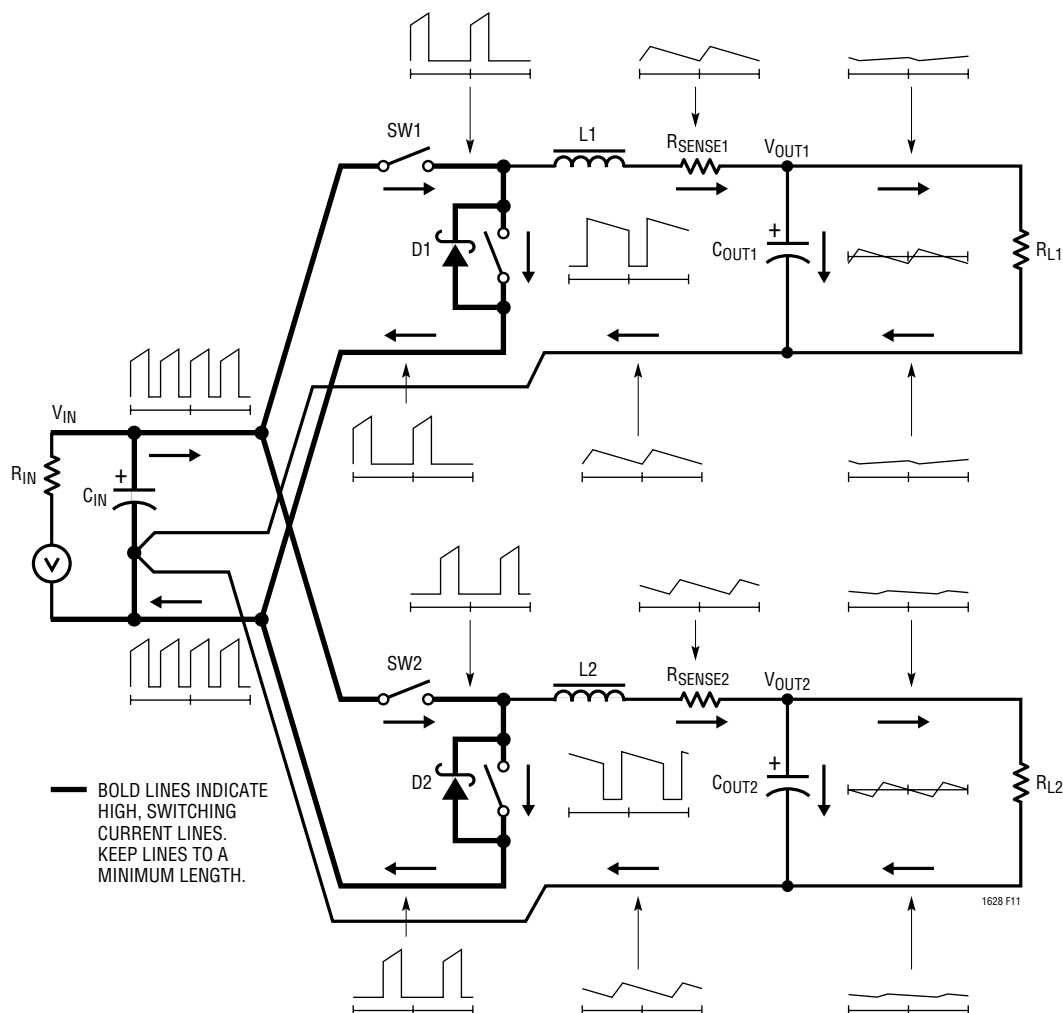 SW1
L1
RSENSE1
VOUT1
D1
COUT1
+
RL1
VIN
RIN
CIN
+
V
SW2
L2
RSENSE2
VOUT2
D2
COUT2
+
RL2
BOLD LINES INDICATE
HIGH, SWITCHING
CURRENT LINES.
KEEP LINES TO A
MINIMUM LENGTH.
1628 F11